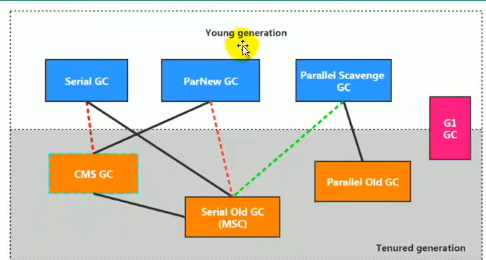 Young generation
Serial GC
ParNew GC
Parallel Scavenge
GC
G1
GC
CMS GC
Parallel Old GC
Serial Old GC
(MSC)
Tenured generation